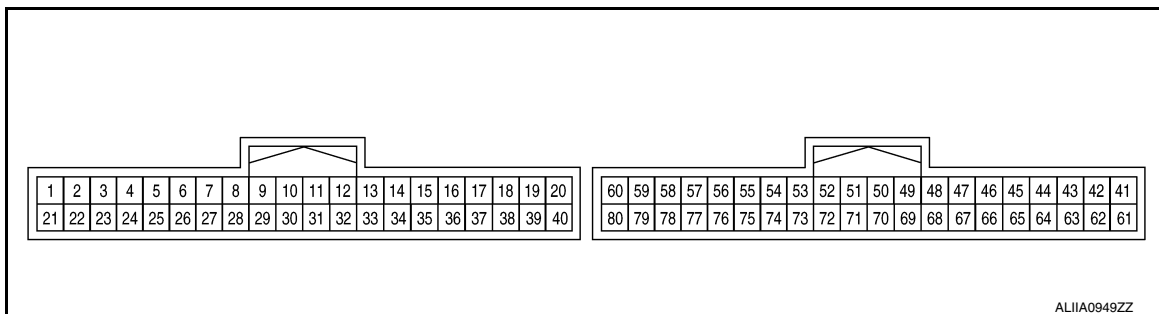 1 2 3 4 5 6 7 8 9 10 11 12 13 14 15 16 17 18 19 20
21 22 23 24 25 26 27 28 29 30 31 32 33 34 35 36 37 38 39 40
60 59 58 57 56 55 54 53 52 51 50 49 48 47 46 45 44 43 42 41
80 79 78 77 76 75 74 73 72 71 70 69 68 67 66 65 64 63 62 61
ALIIA0949ZZ